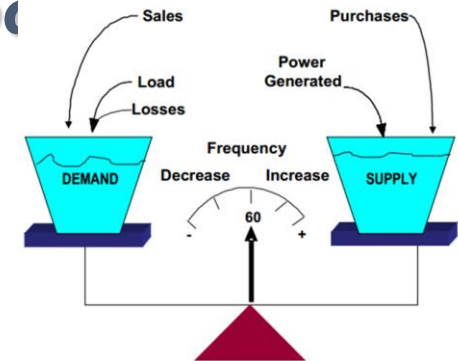 Sales
Purchases
Load
Losses
Power
Generated
Frequency
Decrease Increase
DEMAND
SUPPLY
60
- +